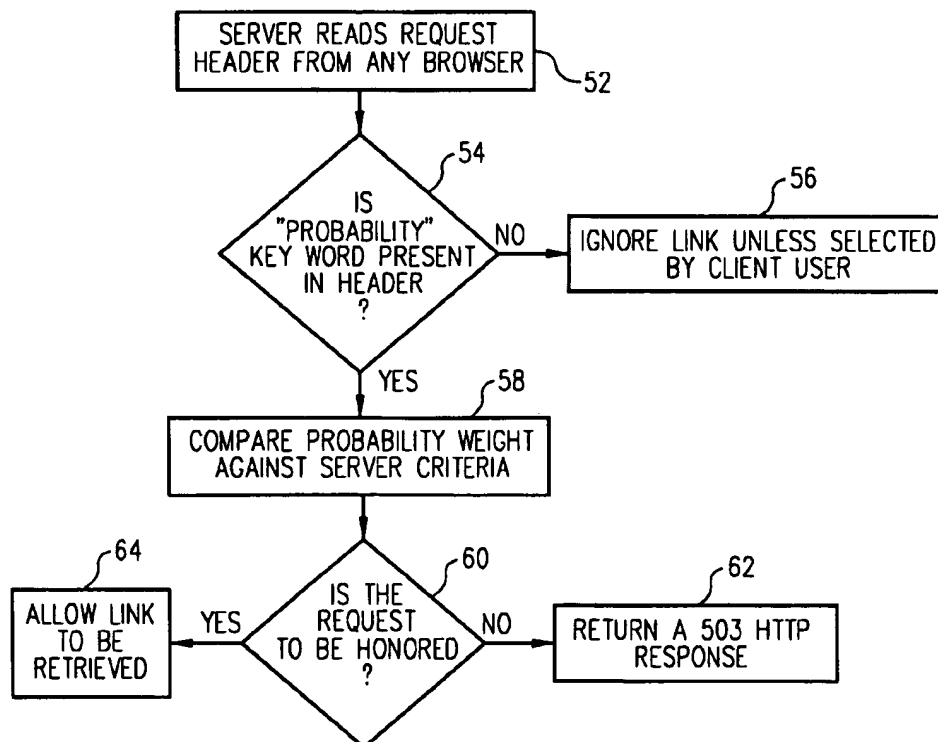 SERVER READS REQUEST
HEADER FROM ANY BROWSER
52
54
IS
"PROBABILITY"
KEY WORD PRESENT
IN HEADER
?
NO
56
IGNORE LINK UNLESS SELECTED
BY CLIENT USER
YES
58
COMPARE PROBABILITY WEIGHT
AGAINST SERVER CRITERIA
60
IS THE
REQUEST
TO BE HONORED
?
YES
64
ALLOW LINK
TO BE
RETRIEVED
NO
62
RETURN A 503 HTTP
RESPONSE